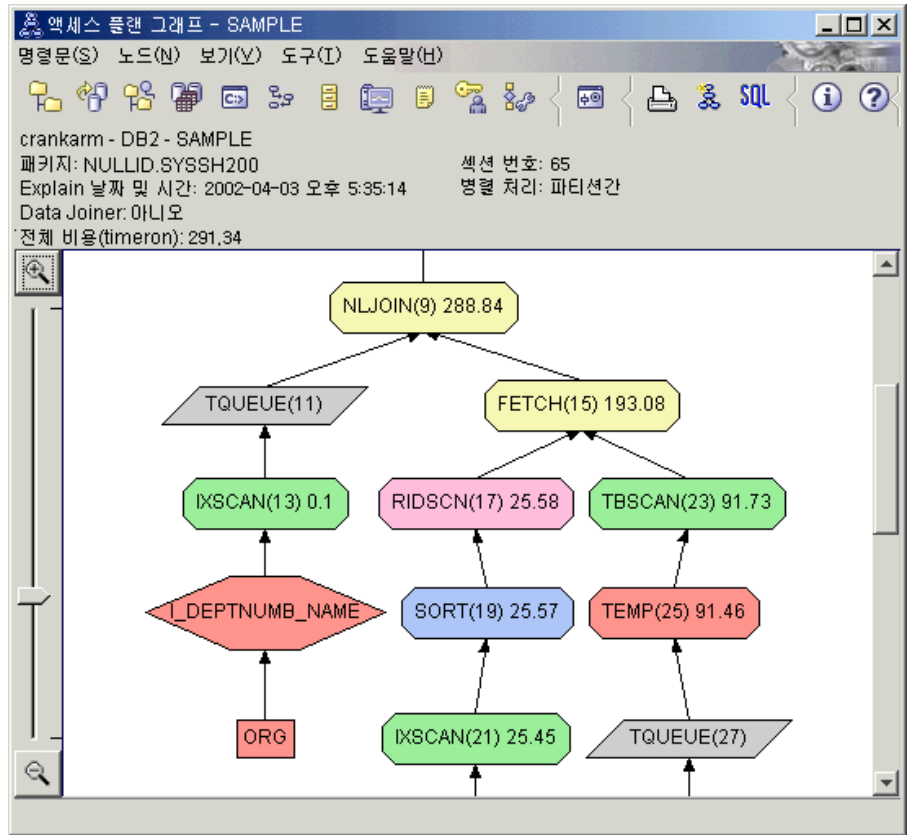 액세스 플랜 그래프 - SAMPLE
명령문(S) 노드(N) 보기(V) 도구(T) 도움말(H)
C:\>
SQL
crankarm - DB2 - SAMPLE
패키지: NULLID.SYSSH200 섹션 번호: 65
Explain 날짜 및 시간: 2002-04-03 오후 5:35:14 병렬 처리: 파티션간
Data Joiner: 아니오
전체 비용(timeron): 291,34
NLJOIN(9) 288.84
TQUEUE(11) FETCH(15) 193.08
IXSCAN(13) 0.1 RIDSCN(17) 25.58 TBSCAN(23) 91.73
I_DEPTNUMB_NAME SORT(19) 25.57 TEMP(25) 91.46
ORG IXSCAN(21) 25.45 TQUEUE(27)